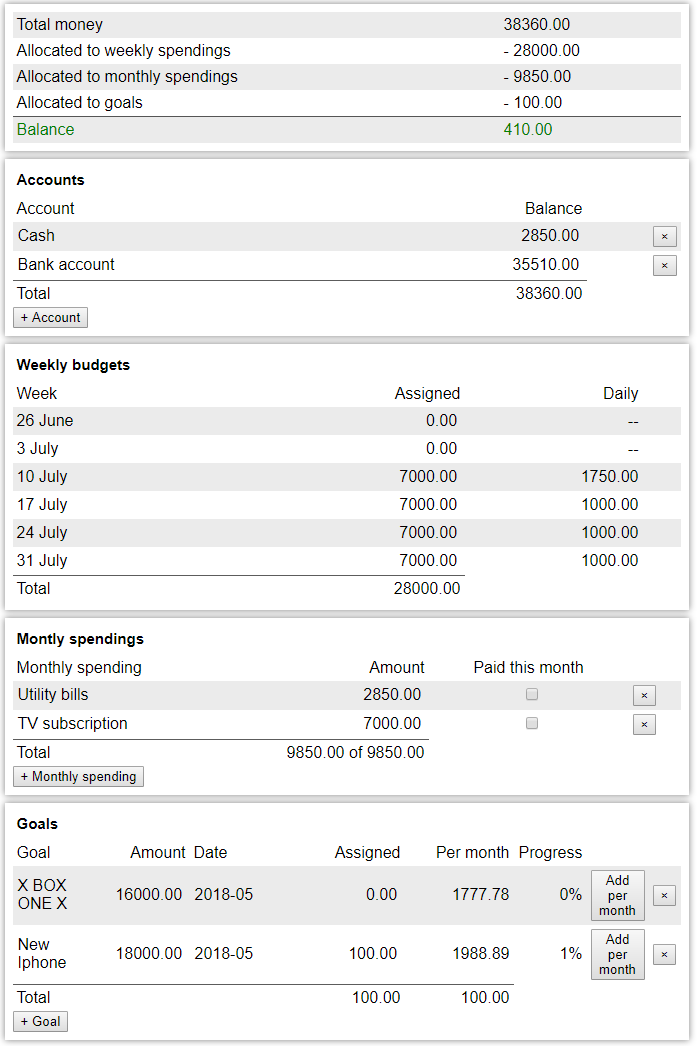 Total money 38360.00
Allocated to weekly spendings - 28000.00
Allocated to monthly spendings - 9850.00
Allocated to goals - 100.00
Balance 410.00
Accounts
Account Balance
Cash 2850.00 ×
Bank account 35510.00 ×
Total 38360.00
+ Account
Weekly budgets
Week Assigned Daily
26 June 0.00 --
3 July 0.00 --
10 July 7000.00 1750.00
17 July 7000.00 1000.00
24 July 7000.00 1000.00
31 July 7000.00 1000.00
Total 28000.00
Montly spendings
Monthly spending Amount Paid this month
Utility bills 2850.00 ×
TV subscription 7000.00 ×
Total 9850.00 of 9850.00
+ Monthly spending
Goals
Goal Amount Date Assigned Per month Progress
X BOX
ONE X 16000.00 2018-05 0.00 1777.78 0% Add
per
month ×
New
Iphone 18000.00 2018-05 100.00 1988.89 1% Add
per
month ×
Total 100.00 100.00
+ Goal